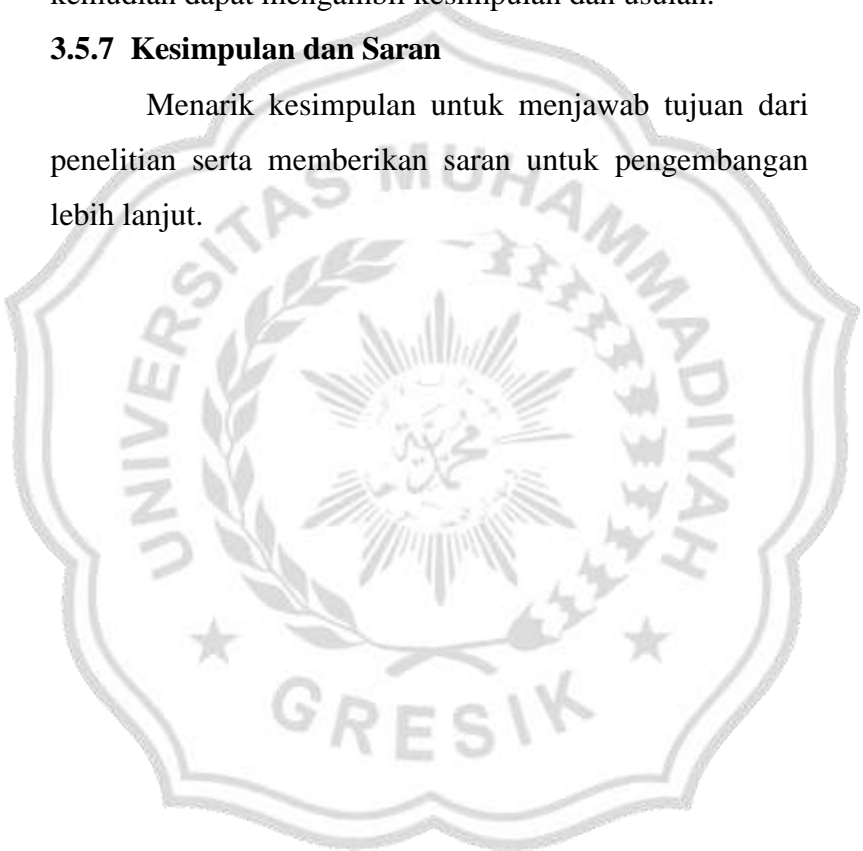 kemudian dapat mengambil kesimpulan dan usulan.
3.5.7 Kesimpulan dan Saran
Menarik kesimpulan untuk menjawab tujuan dari
penelitian serta memberikan saran untuk pengembangan
lebih lanjut.
UNIVERSITAS MUHAMMADIYAH
GRESIK